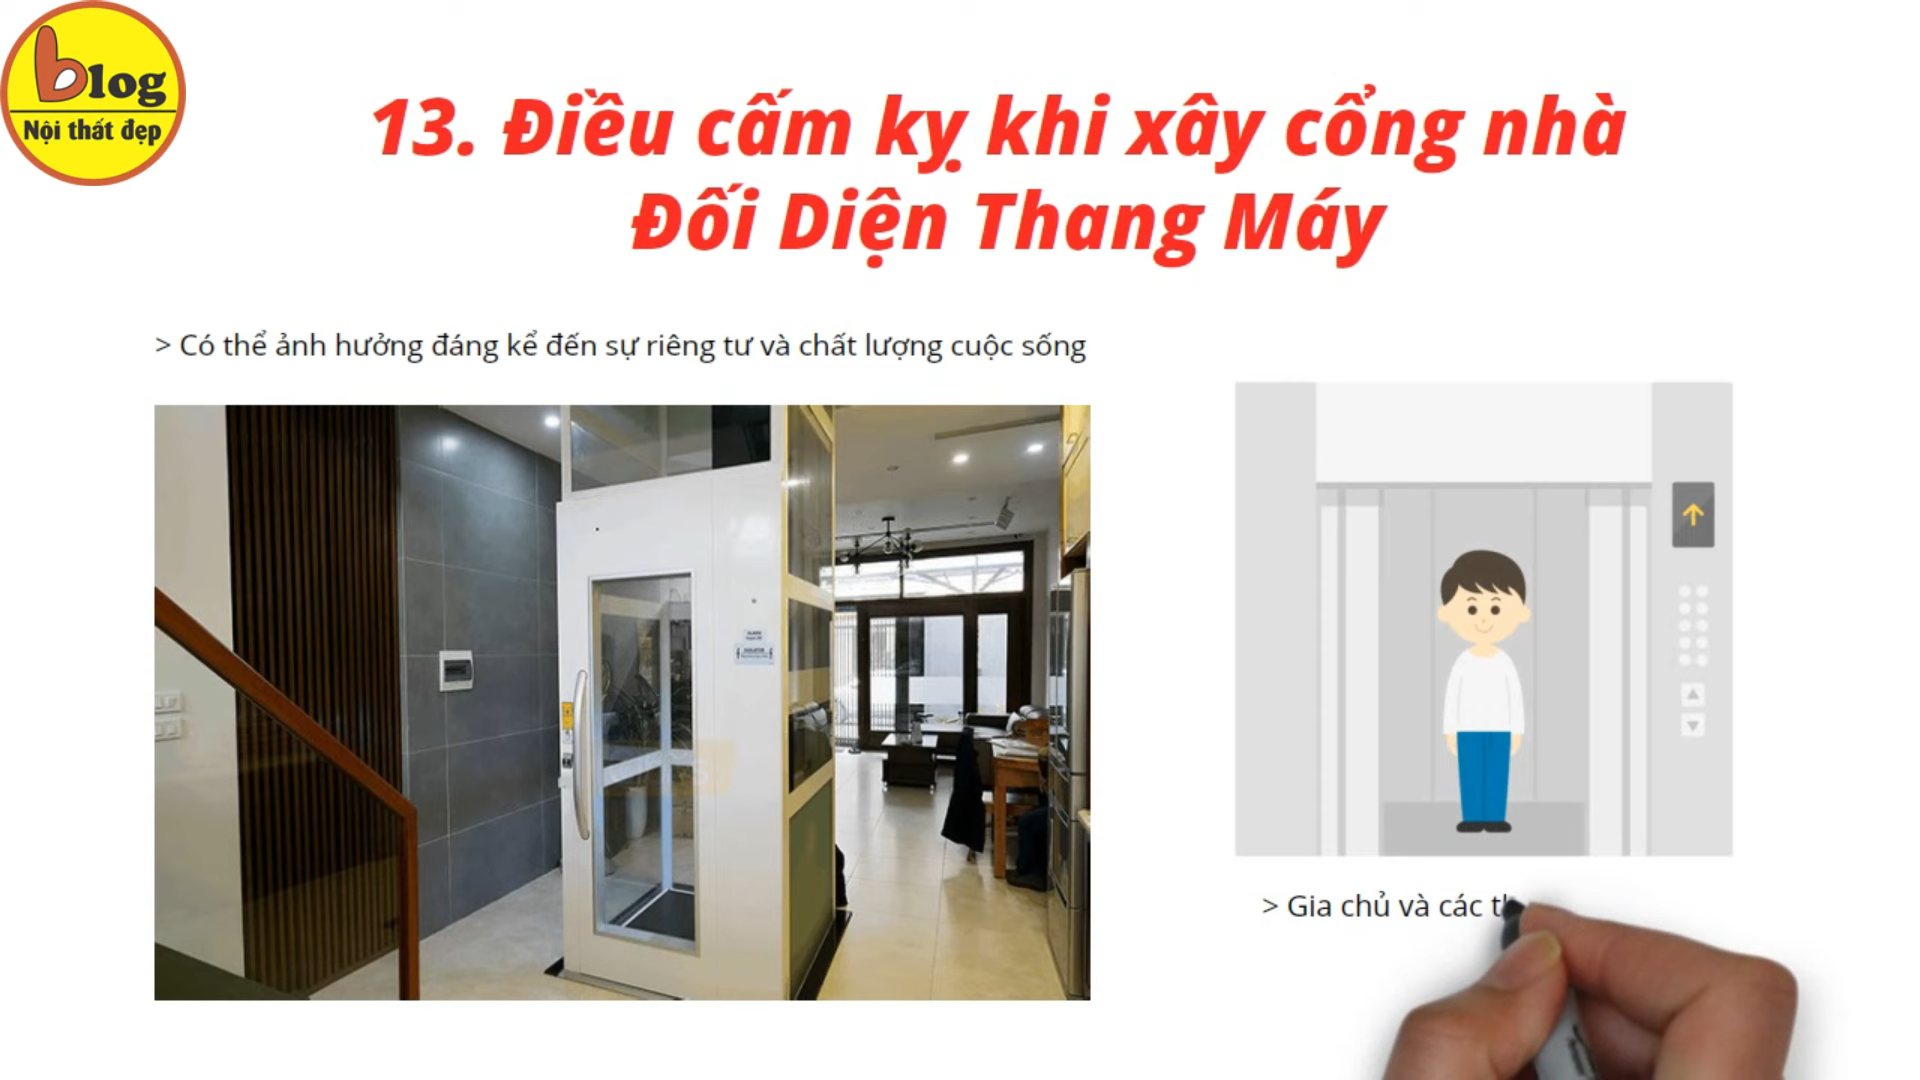 blog
Nội thất đẹp
13. Điều cấm kỵ khi xây cổng nhà
Đối Diện Thang Máy
> Có thể ảnh hưởng đáng kể đến sự riêng tư và chất lượng cuộc sống
> Gia chủ và các